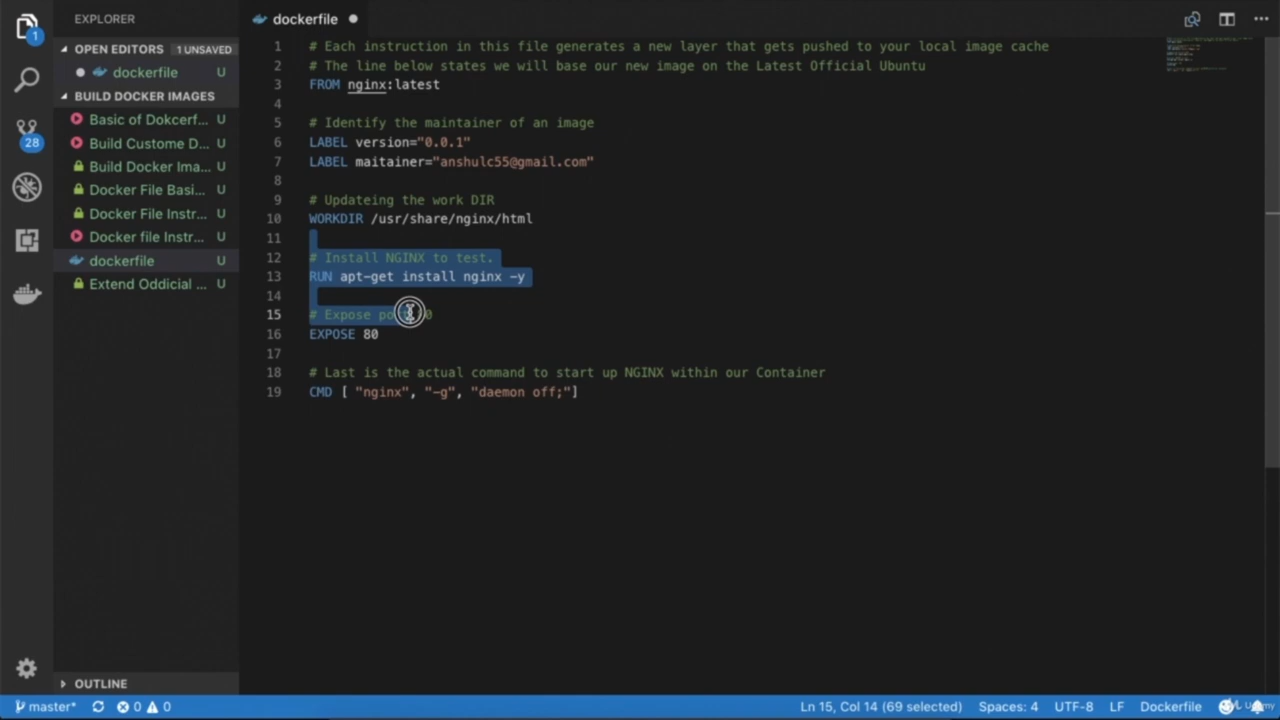 EXPLORER
dockerfile
1
OPEN EDITORS 1 UNSAVED
dockerfile U
BUILD DOCKER IMAGES
Basic of Dokcerf... U
Build Custome D... U
Build Docker Ima... U
Docker File Basi... U
Docker File Instr... U
Docker file Instr... U
dockerfile U
Extend Oddicial ... U
28
1 # Each instruction in this file generates a new layer that gets pushed to your local image cache
2 # The line below stats, we will base our new image on the Latest Official Ubuntu
3 FROM nginx:latest
4
5 # Identify the maintainer of an image
6 LABEL version="0.0.1"
7 LABEL maitainer="anshulc55@gmail.com"
8
9 # Updateing the work DIR
10 WORKDIR /usr/share/nginx/html
11
12 # Install NGINX to test.
13 RUN apt-get install nginx -y
14
15 # Expose 0
16 EXPOSE 80
17
18 # Last is the actual command to start up NGINX within our Container
19 CMD [ "nginx", "-g", "daemon off;"]
OUTLINE
master* 0 0 Ln 15, Col 14 (69 selected) Spaces: 4 UTF-8 LF Dockerfile
Udemy